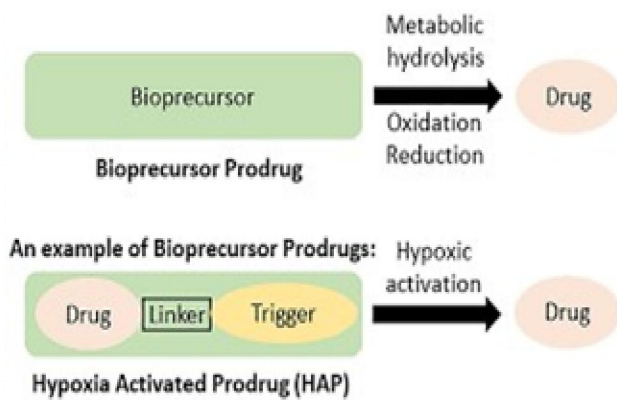 Metabolic
hydrolysis
Bioprecursor
Drug
Oxidation
Reduction
Bioprecursor Prodrug
An example of Bioprecursor Prodrugs:
Hypoxic
activation
Drug
Linker
Trigger
Drug
Hypoxia Activated Prodrug (HAP)